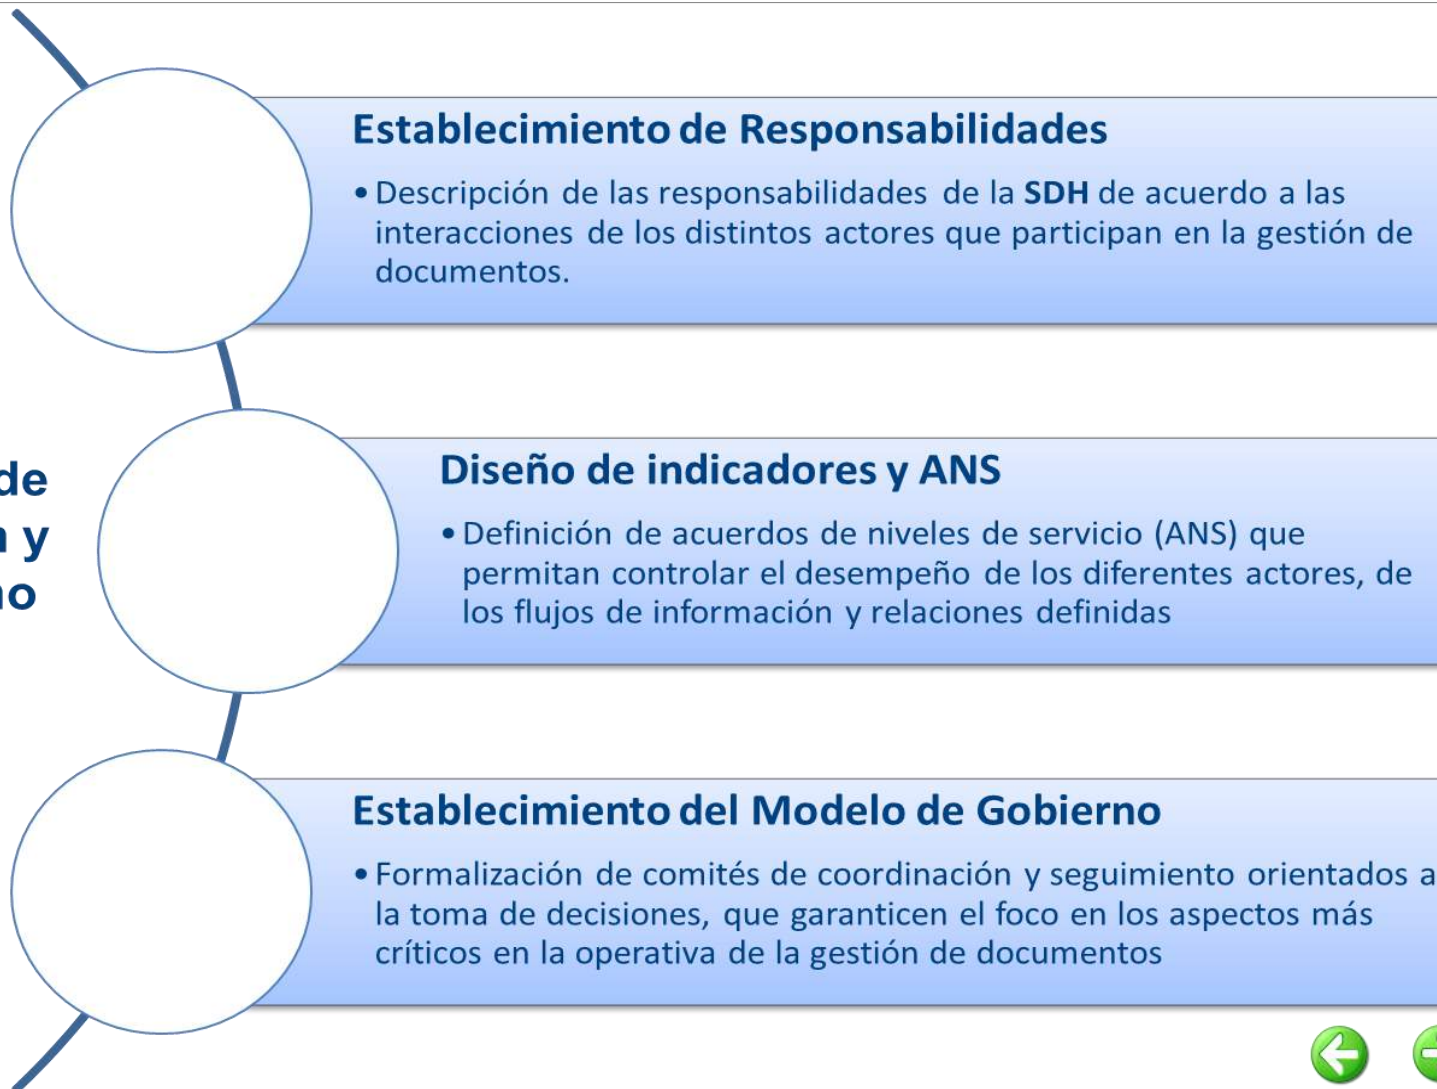 Establecimiento de Responsabilidades
• Descripción de las responsabilidades de la SDH de acuerdo a las
interacciones de los distintos actores que participan en la gestión de
documentos.
de
y
Diseño de indicadores y ANS
• Definición de acuerdos de niveles de servicio (ANS) que
permitan controlar el desempeño de los diferentes actores, de
los flujos de información y relaciones definidas
Establecimiento del Modelo de Gobierno
• Formalización de comités de coordinación y seguimiento orientados a
la toma de decisiones, que garanticen el foco en los aspectos más
críticos en la operativa de la gestión de documentos